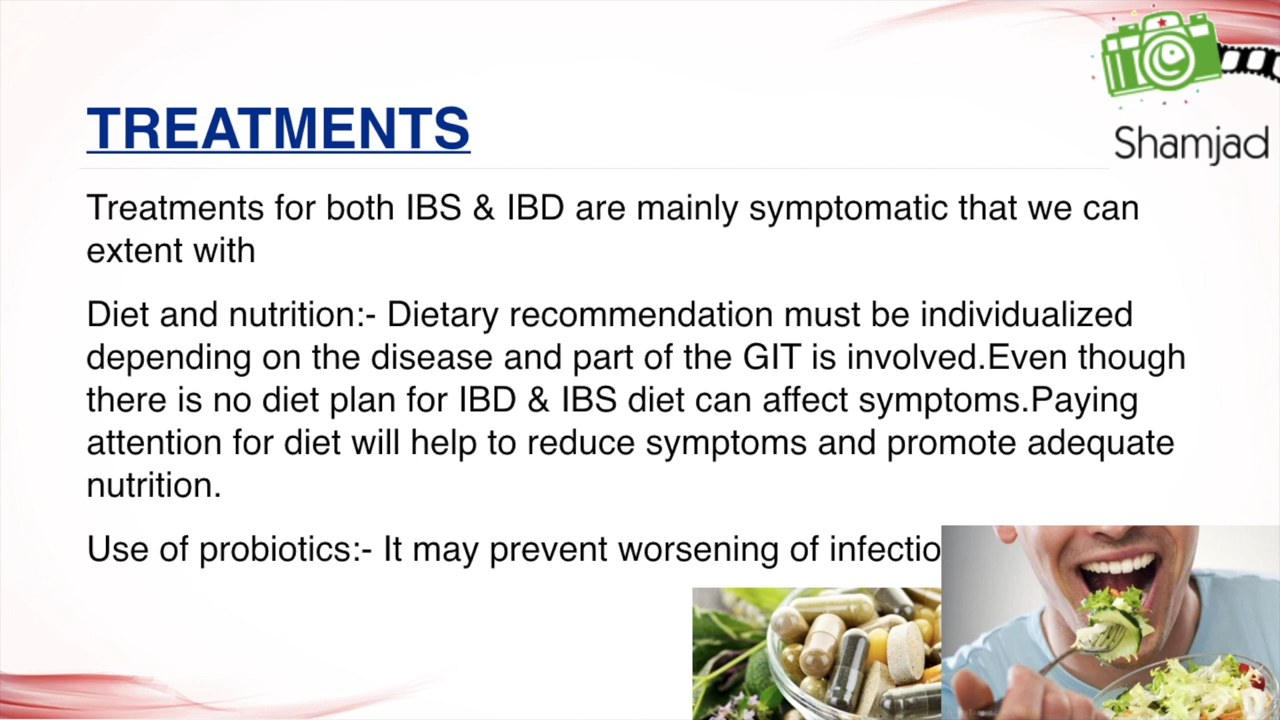 Shamjad
TREATMENTS
Treatments for both IBS & IBD are mainly symptomatic that we can
extent with
Diet and nutrition:- Dietary recommendation must be individualized
depending on the disease and part of the GIT is involved.Even though
there is no diet plan for IBD & IBS diet can affect symptoms.Paying
attention for diet will help to reduce symptoms and promote adequate
nutrition.
Use of probiotics:- It may prevent worsening of infectio